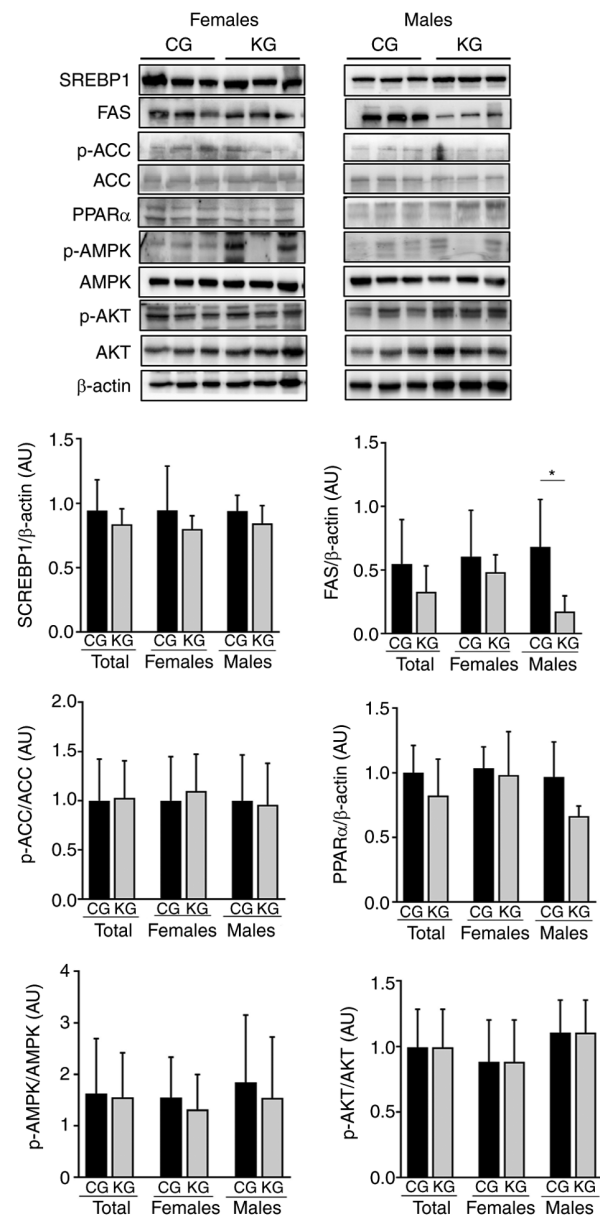 Females Males
CG KG CG KG
SREBP1
FAS
p-ACC
ACC
PPARα
p-AMPK
AMPK
p-AKT
AKT
β-actin
SCREBP1/β-actin (AU)
1.5
1.0
0.5
0.0
CG KG CG KG CG KG
Total Females Males
FAS/β-actin (AU)
1.5
1.0
0.5
0.0
*
CG KG CG KG CG KG
Total Females Males
p-ACC/ACC (AU)
2.0
1.5
1.0
0.5
0.0
CG KG CG KG CG KG
Total Females Males
PPARα/β-actin (AU)
1.5
1.0
0.5
0.0
CG KG CG KG CG KG
Total Females Males
p-AMPK/AMPK (AU)
4
3
2
1
0
CG KG CG KG CG KG
Total Females Males
p-AKT/AKT (AU)
1.5
1.0
0.5
0.0
CG KG CG KG CG KG
Total Females Males